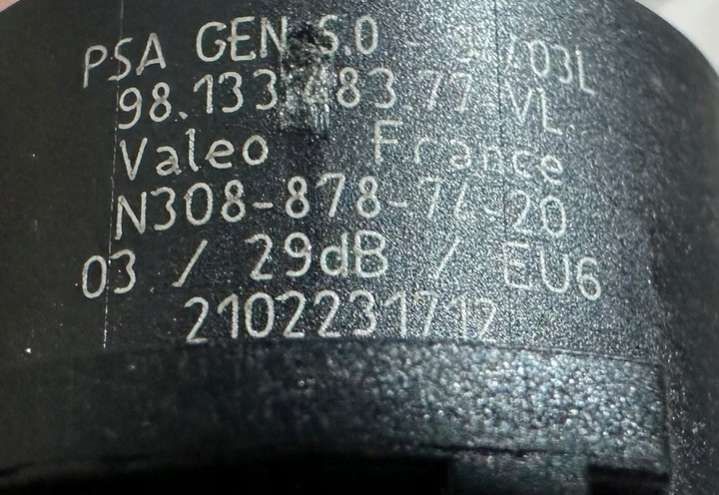 PSA GEN 5.0 /03L
98.133.483.77 VL
Valeo France
N308-878-76-20
03 / 29dB / EU6
2102231712